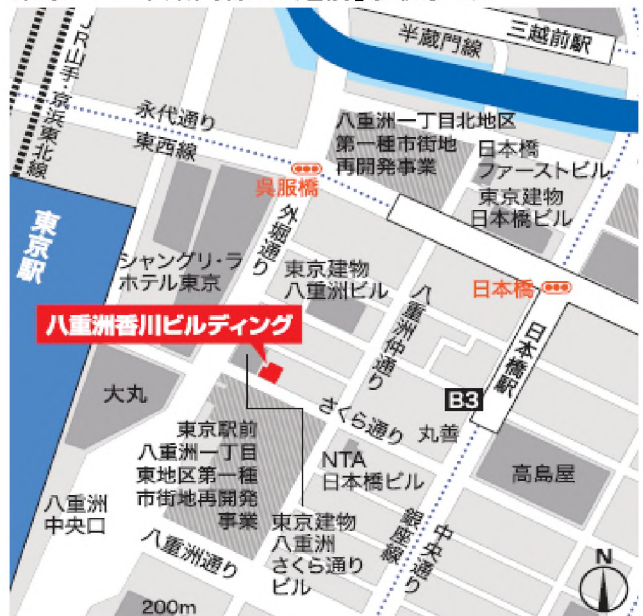 三越前駅
半蔵門線
JR山手・京浜東北線
永代通り
東西線
八重洲一丁目北地区
第一種市街地
再開発事業
日本橋
ファーストビル
東京建物
日本橋ビル
呉服橋
外堀通り
東京駅
シャングリ・ラ
ホテル東京
東京建物
八重洲ビル
八重洲仲通り
日本橋
日本橋駅
八重洲香川ビルディング
B3
大丸
さくら通り
丸善
東京駅前
八重洲一丁目
東地区第一種
市街地再開発
事業
NTA
日本橋ビル
高島屋
八重洲
中央口
八重洲通り
東京建物
八重洲
さくら通り
ビル
銀座線
中央通り
N
200m